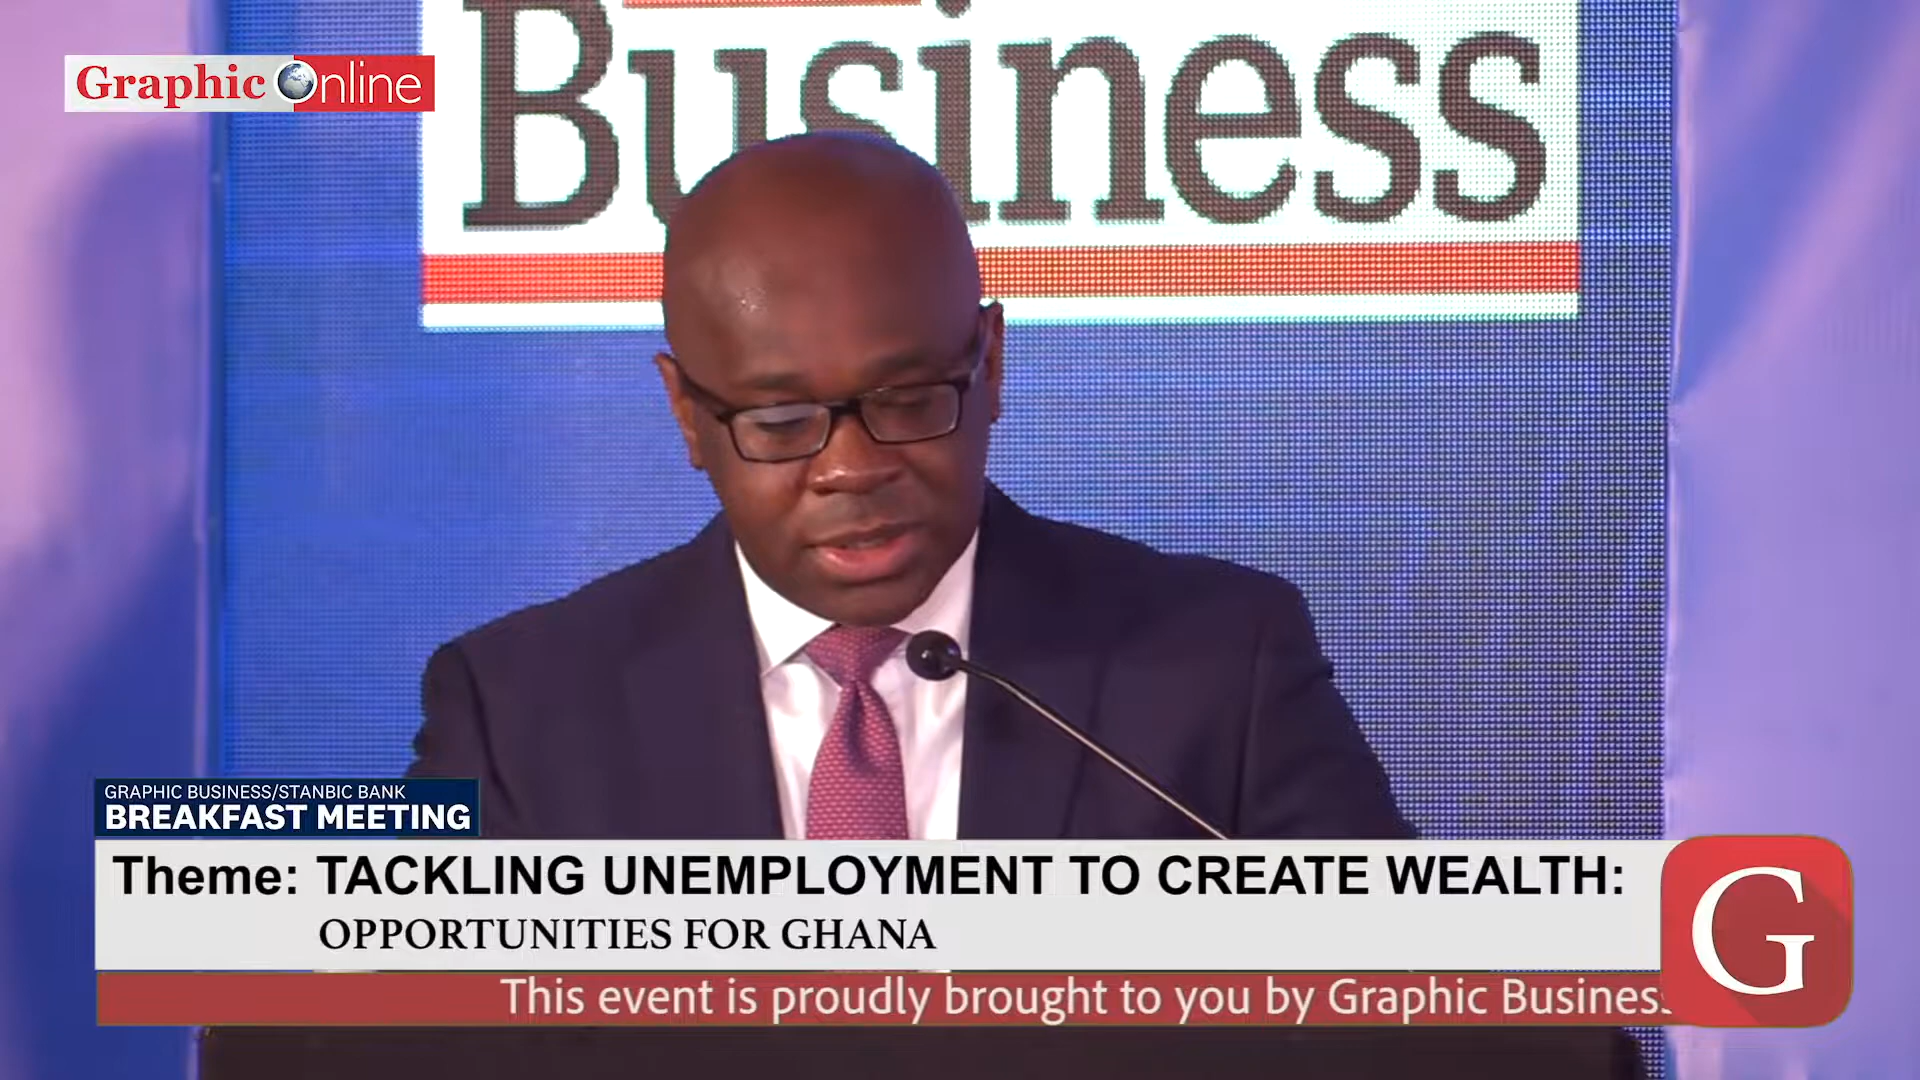 Business
Graphic Online
GRAPHIC BUSINESS/STANBIC BANK
BREAKFAST MEETING
Theme: TACKLING UNEMPLOYMENT TO CREATE WEALTH:
OPPORTUNITIES FOR GHANA
G
This event is proudly brought to you by Graphic Business